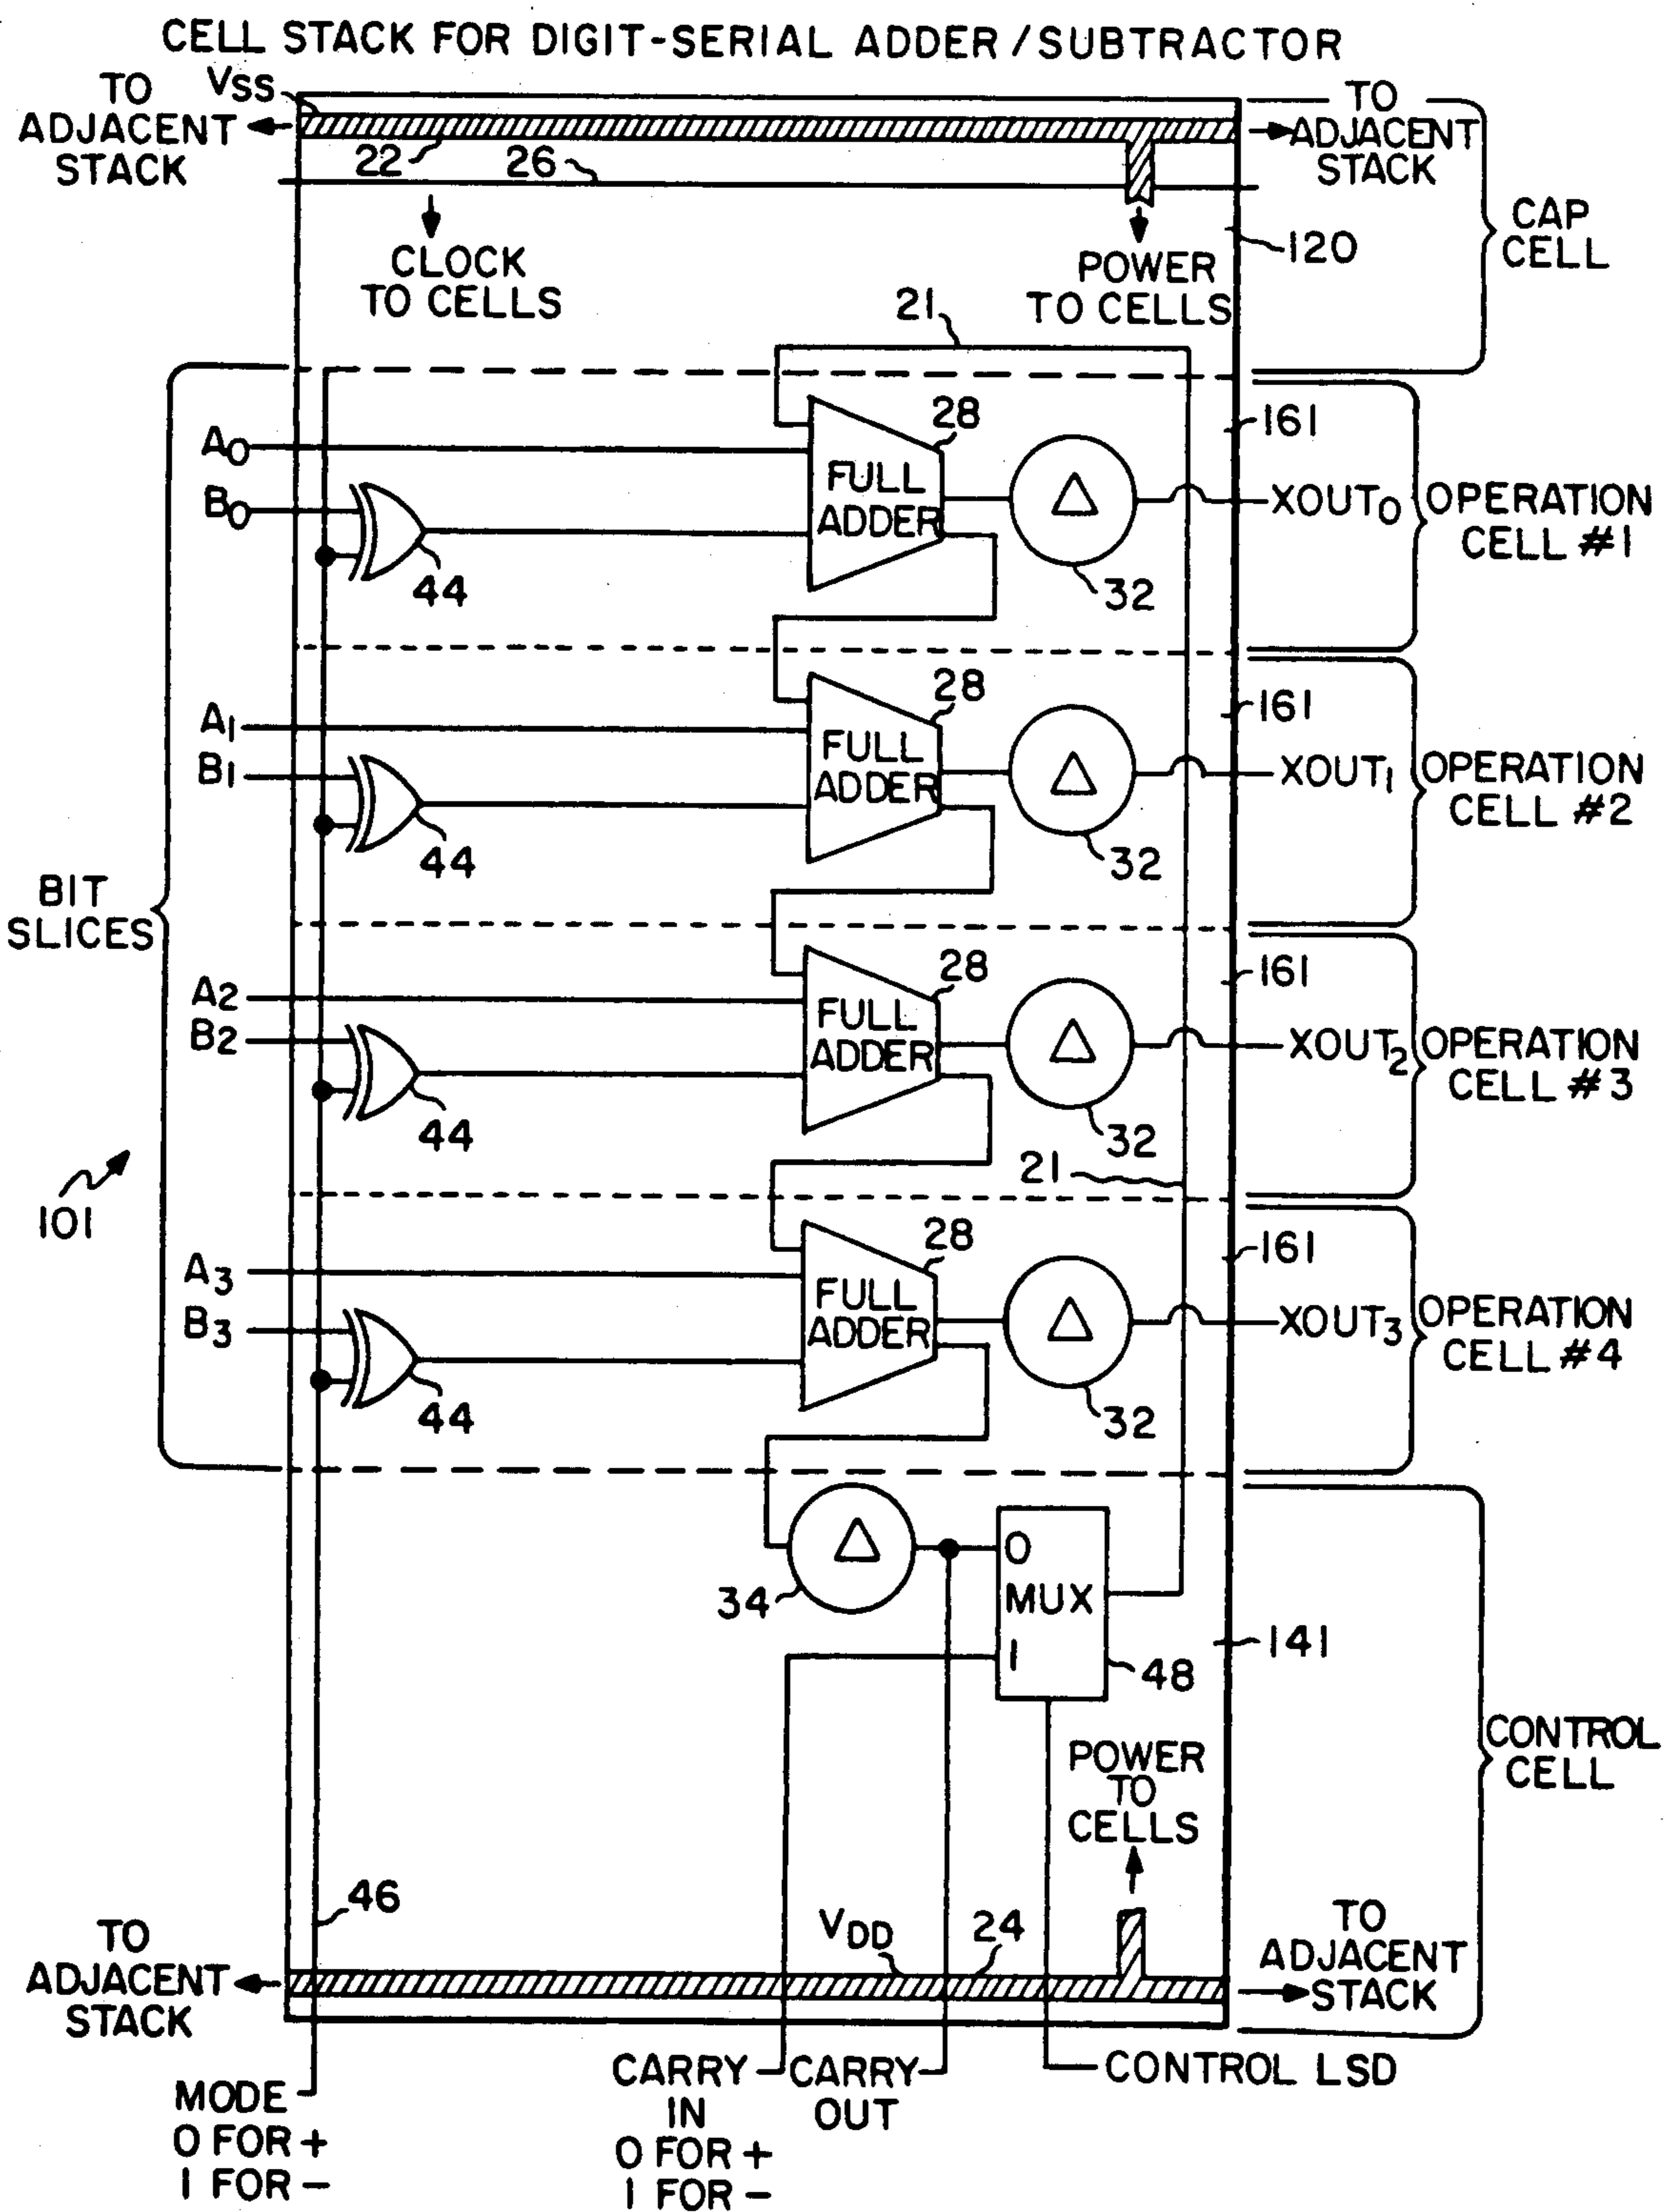 CELL STACK FOR DIGIT-SERIAL ADDER/SUBTRACTOR
TO
ADJACENT
STACK
VSS
22
26
TO
ADJACENT
STACK
CAP
CELL
120
CLOCK
TO CELLS
POWER
TO CELLS
21
A0
B0
44
FULL
ADDER
28
32
161
XOUT0
OPERATION
CELL #1
A1
B1
44
FULL
ADDER
28
32
161
XOUT1
OPERATION
CELL #2
BIT
SLICES
A2
B2
44
FULL
ADDER
28
32
161
XOUT2
OPERATION
CELL #3
21
101
A3
B3
44
FULL
ADDER
28
32
161
XOUT3
OPERATION
CELL #4
34
0
MUX
1
48
141
CONTROL
CELL
POWER
TO
CELLS
46
VDD
24
TO
ADJACENT
STACK
TO
ADJACENT
STACK
MODE
0 FOR +
1 FOR -
CARRY
IN
0 FOR +
1 FOR -
CARRY
OUT
CONTROL LSD